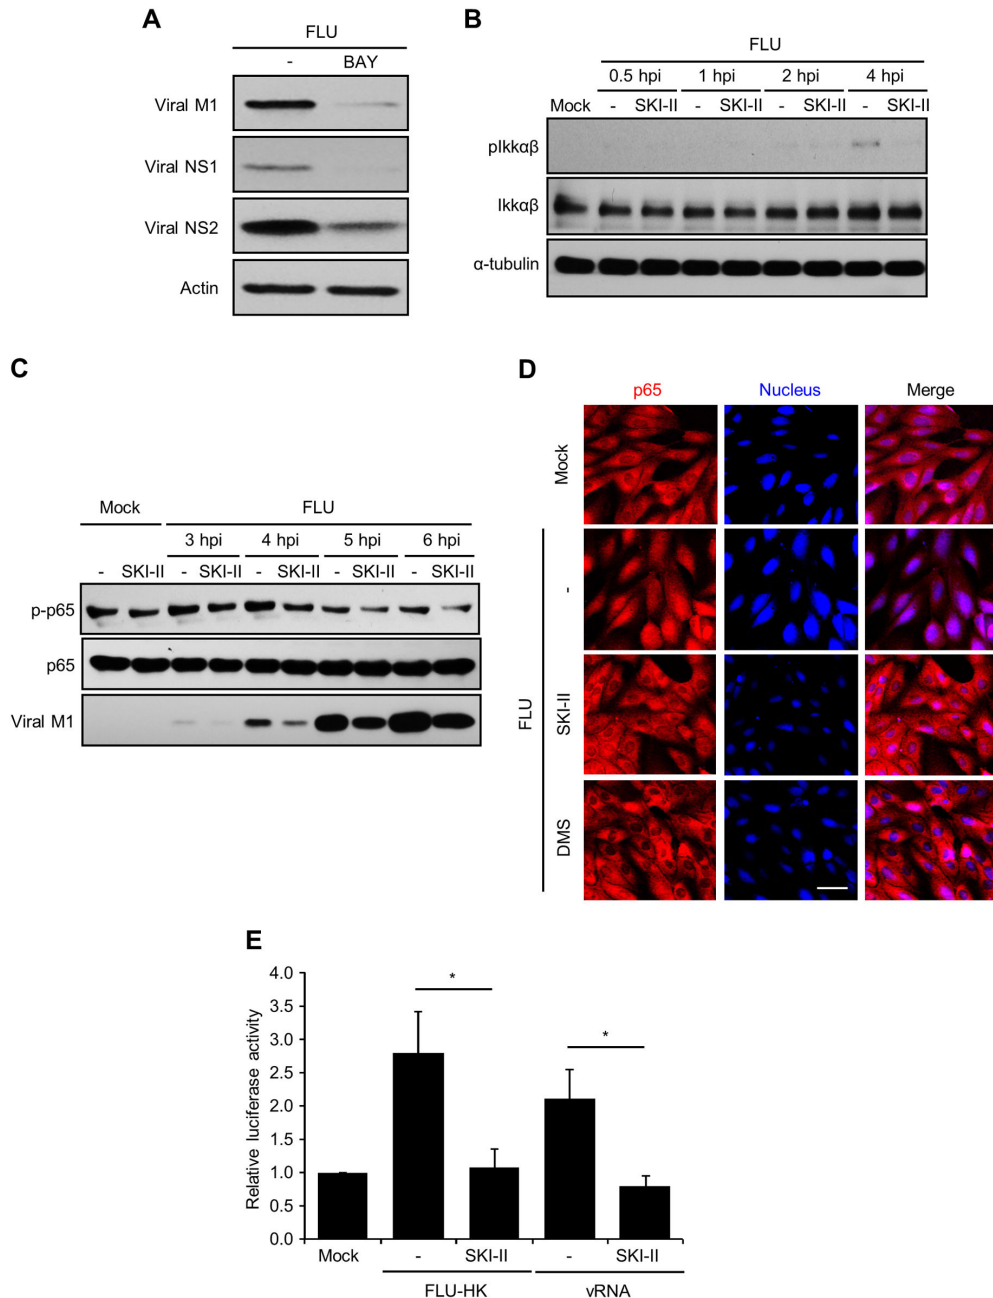 A
FLU
- BAY
Viral M1
Viral NS1
Viral NS2
Actin
B
FLU
0.5 hpi 1 hpi 2 hpi 4 hpi
Mock - SKI-II - SKI-II - SKI-II - SKI-II
pIkkαβ
Ikkαβ
α-tubulin
C
Mock FLU
3 hpi 4 hpi 5 hpi 6 hpi
- SKI-II - SKI-II - SKI-II - SKI-II - SKI-II
p-p65
p65
Viral M1
D
p65 Nucleus Merge
Mock
FLU
-
SKI-II
DMS
E
Relative luciferase activity
4.0
3.5
3.0
2.5
2.0
1.5
1.0
0.5
0.0
* *
Mock - SKI-II - SKI-II
FLU-HK vRNA